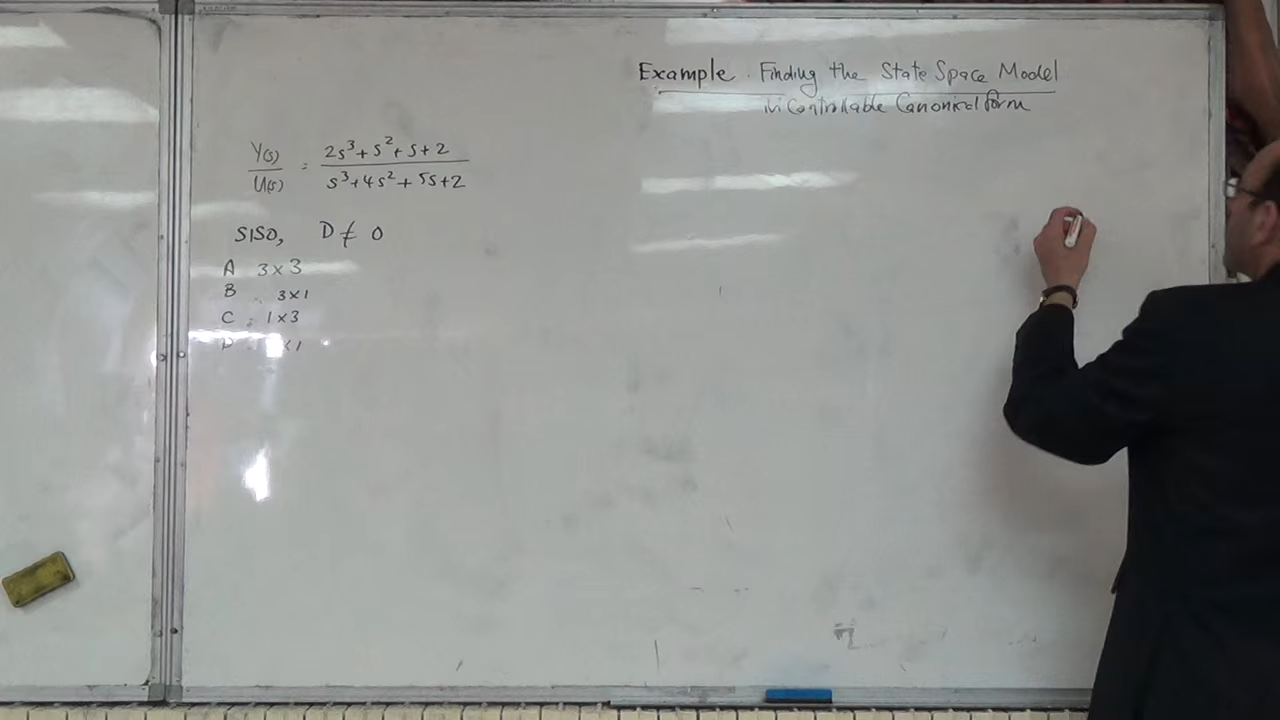 Example. Finding the State Space Model
in Controllable Canonical form
Y(s)/U(s) = (2s³+s²+s+2)/(s³+4s²+5s+2)
SISO, D ≠ 0
A 3×3
B : 3×1
C : 1×3
×1